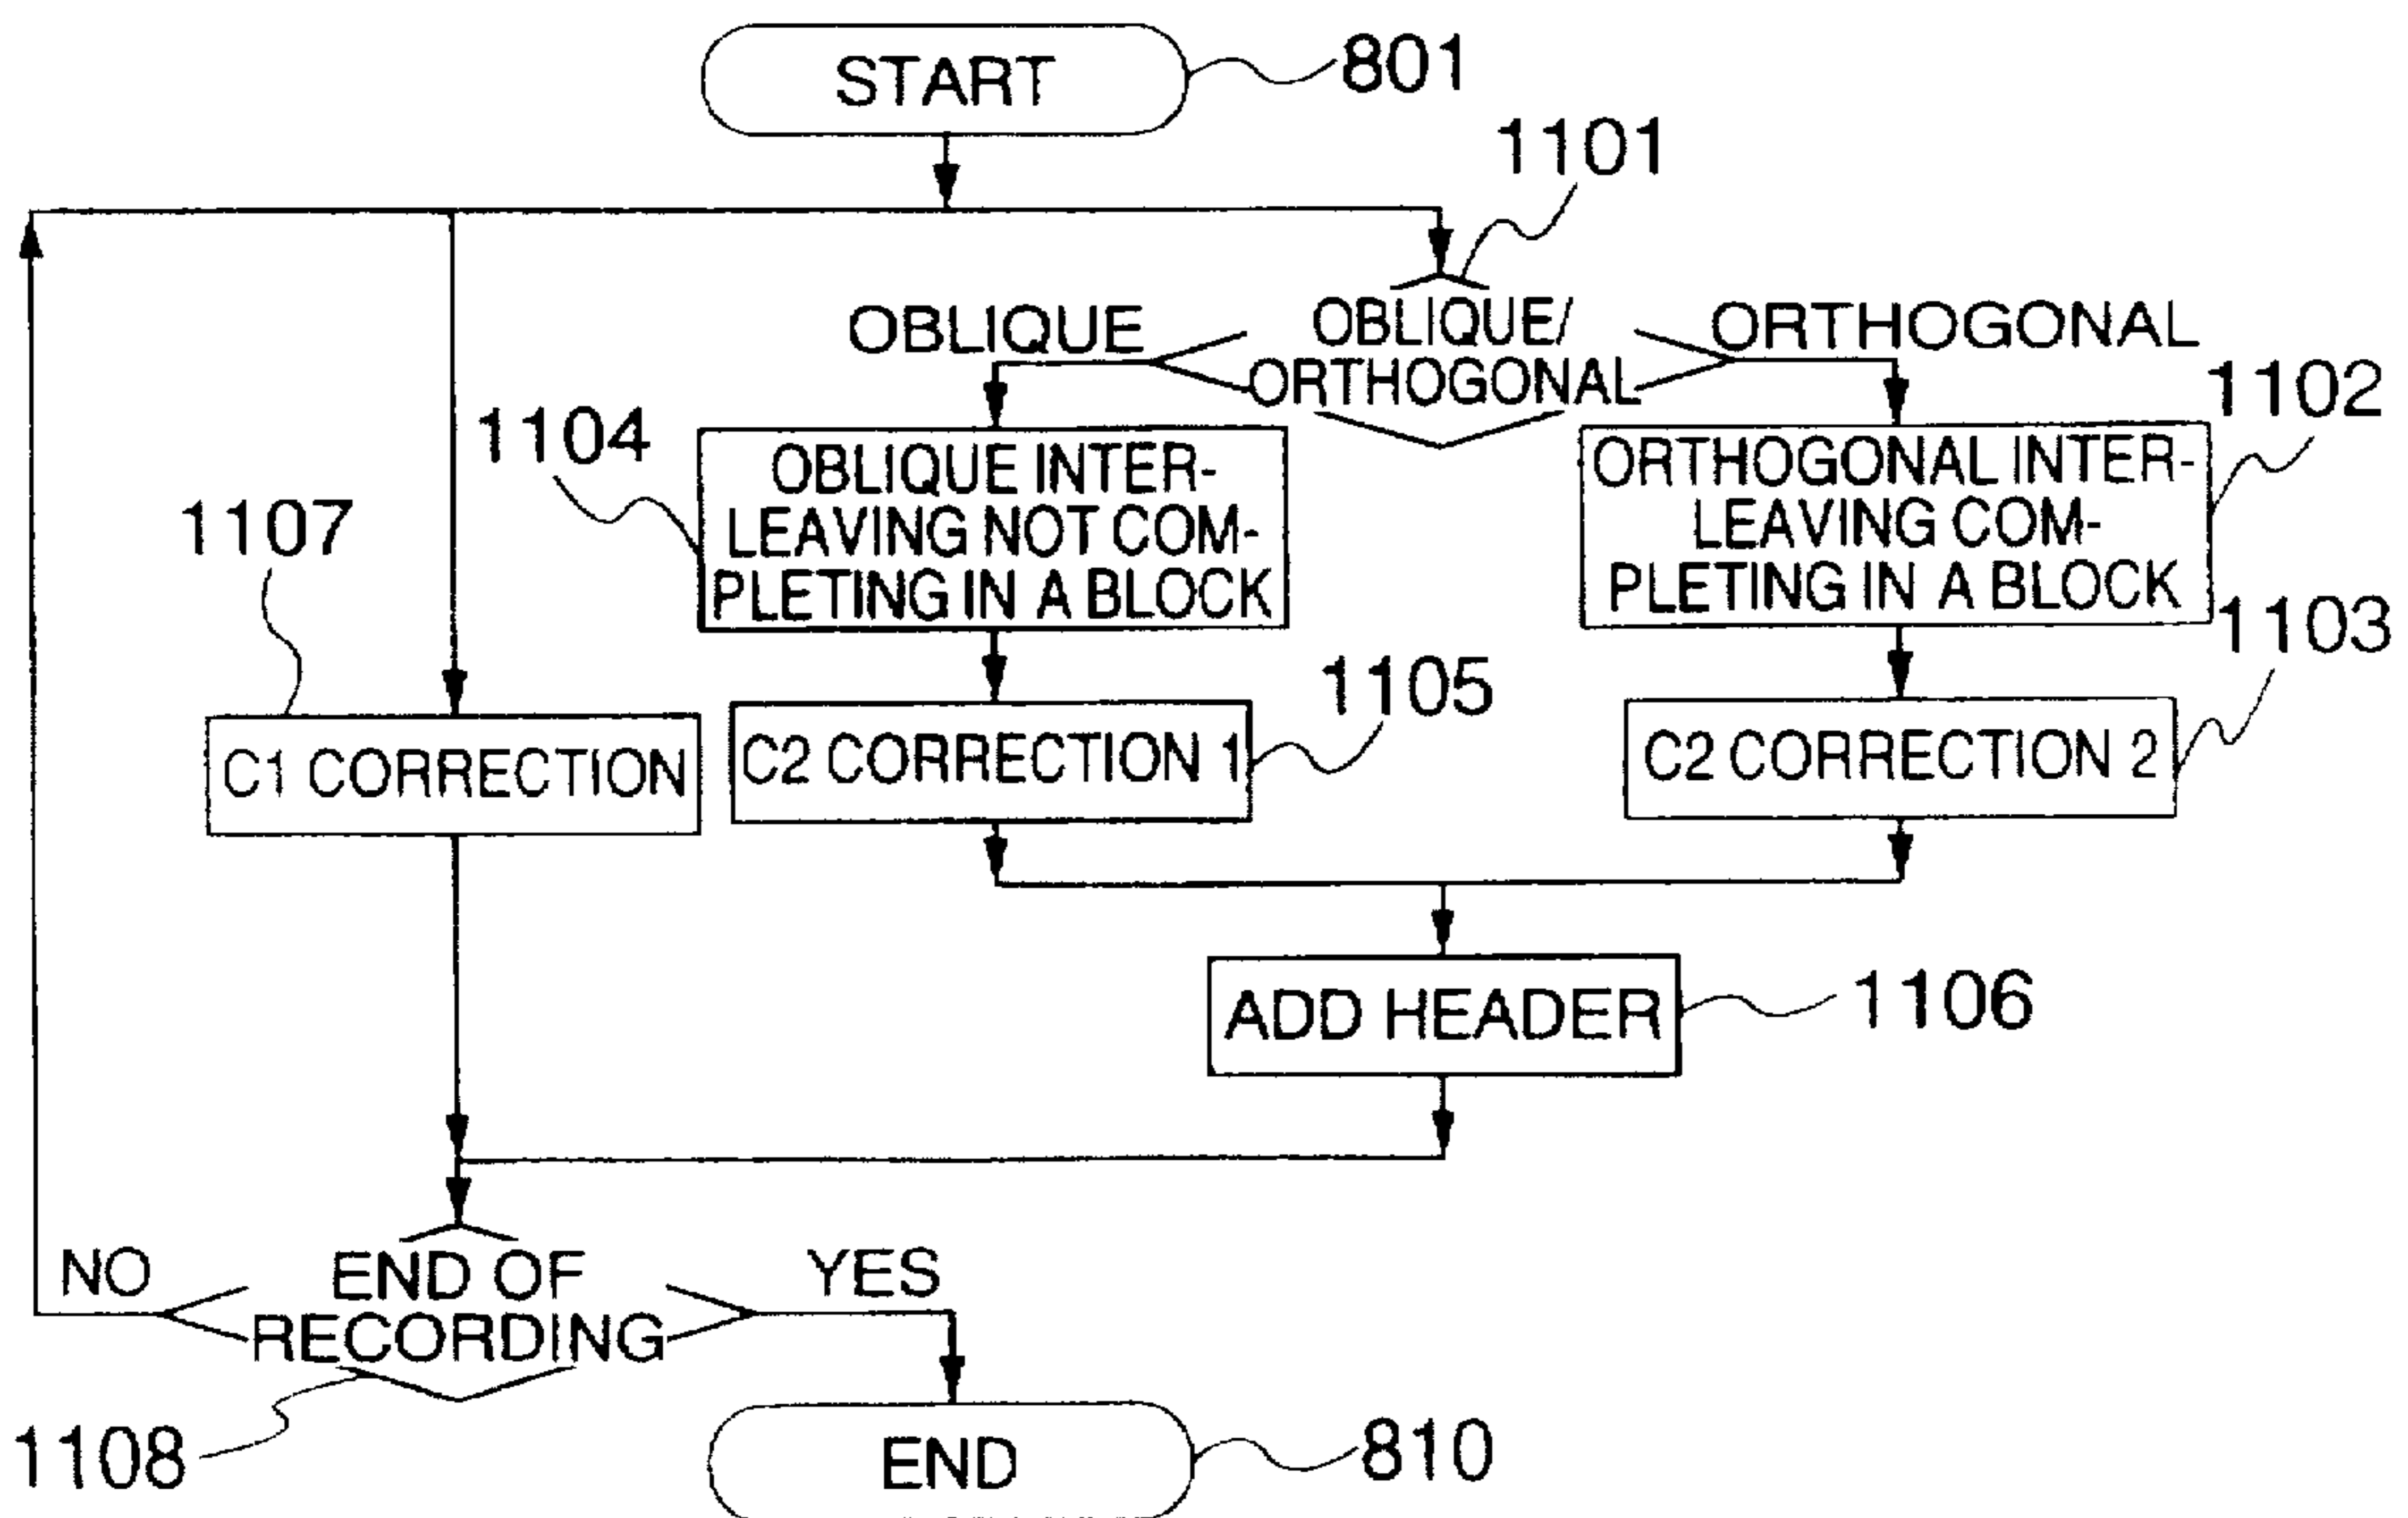 START
801
1101
OBLIQUE
OBLIQUE/
ORTHOGONAL
ORTHOGONAL
1102
1104
OBLIQUE INTER-
LEAVING NOT COM-
PLETING IN A BLOCK
ORTHOGONAL INTER-
LEAVING COM-
PLETING IN A BLOCK
1107
1103
1105
C1 CORRECTION
C2 CORRECTION 1
C2 CORRECTION 2
ADD HEADER
1106
NO
END OF
RECORDING
YES
1108
END
810